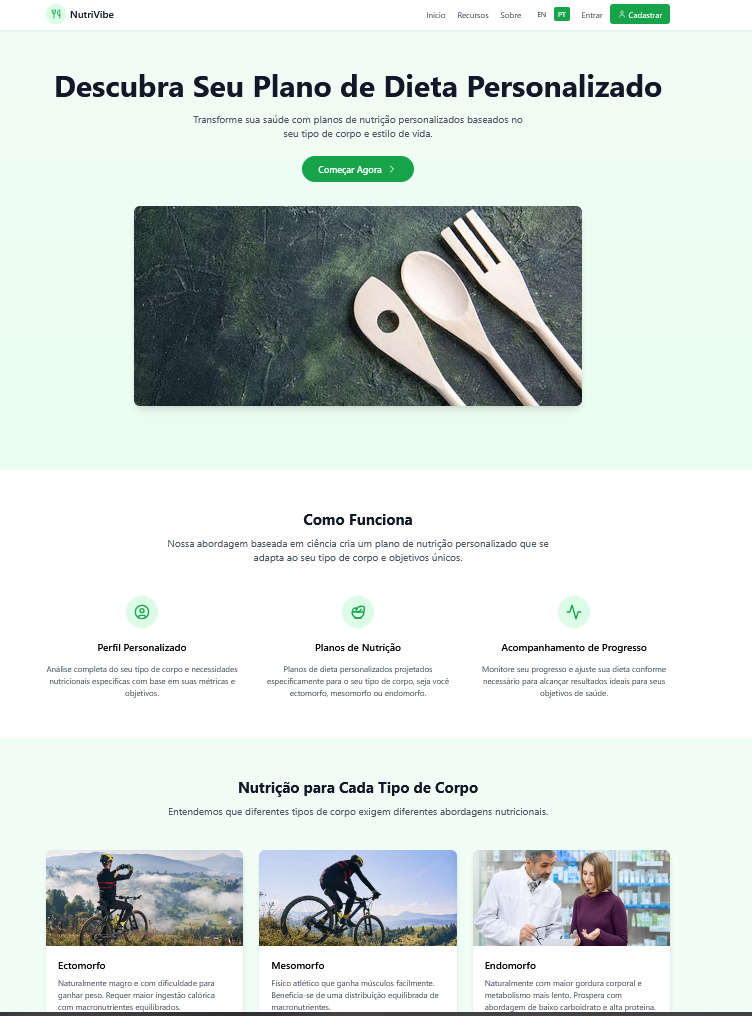 NutriVibe
Início Recursos Sobre EN PT Entrar Cadastrar
Descubra Seu Plano de Dieta Personalizado
Transforme sua saúde com planos de nutrição personalizados baseados no
seu tipo de corpo e estilo de vida.
Começar Agora
Como Funciona
Nossa abordagem baseada em ciência cria um plano de nutrição personalizado que se
adapta ao seu tipo de corpo e objetivos únicos.
Perfil Personalizado
Análise completa do seu tipo de corpo e necessidades
nutricionais específicas com base em suas métricas e
objetivos.
Planos de Nutrição
Planos de dieta personalizados projetados
especificamente para o seu tipo de corpo, seja você
ectomorfo, mesomorfo ou endomorfo.
Acompanhamento de Progresso
Monitore seu progresso e ajuste sua dieta conforme
necessário para alcançar resultados ideais para seus
objetivos de saúde.
Nutrição para Cada Tipo de Corpo
Entendemos que diferentes tipos de corpo exigem diferentes abordagens nutricionais.
Ectomorfo
Naturalmente magro e com dificuldade para
ganhar peso. Requer maior ingestão calórica
com macronutrientes equilibrados.
Mesomorfo
Físico atlético que ganha músculos facilmente.
Beneficia-se de uma distribuição equilibrada de
macronutrientes.
Endomorfo
Naturalmente com maior gordura corporal e
metabolismo mais lento. Prospera com
abordagem de baixo carboidrato e alta proteína.